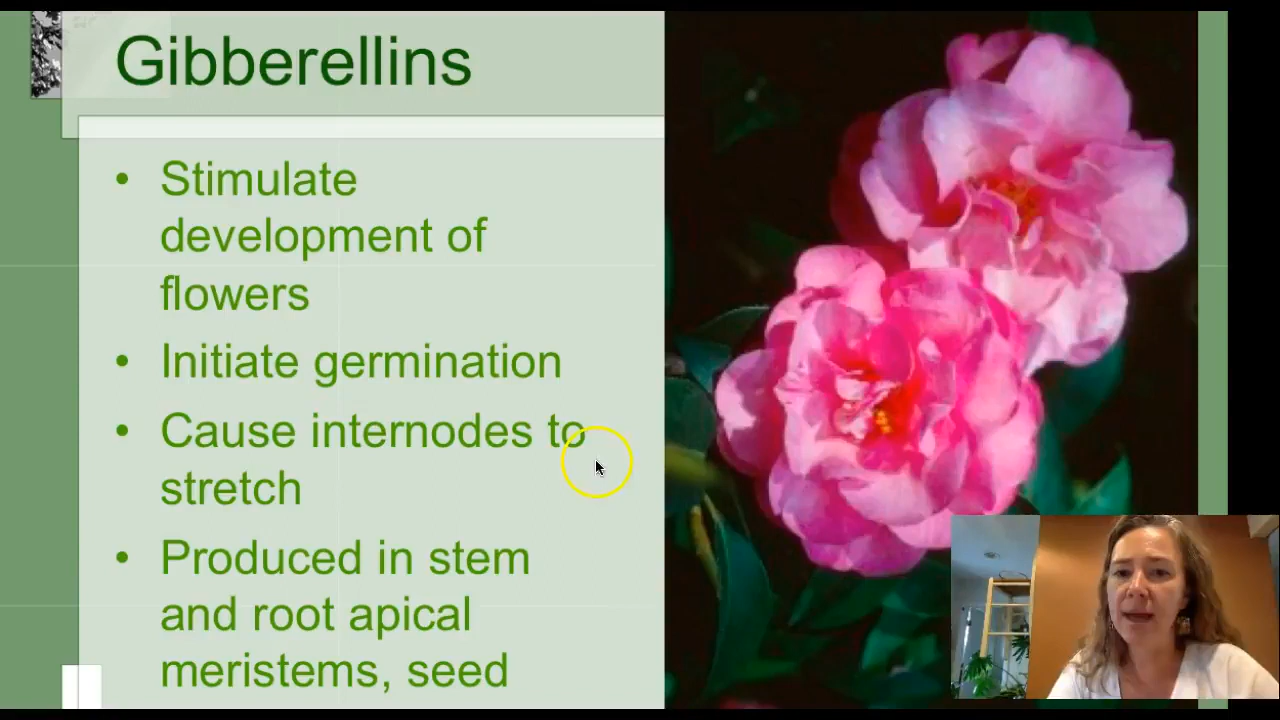 Gibberellins
• Stimulate
development of
flowers
• Initiate germination
• Cause internodes to
stretch
• Produced in stem
and root apical
meristems, seed